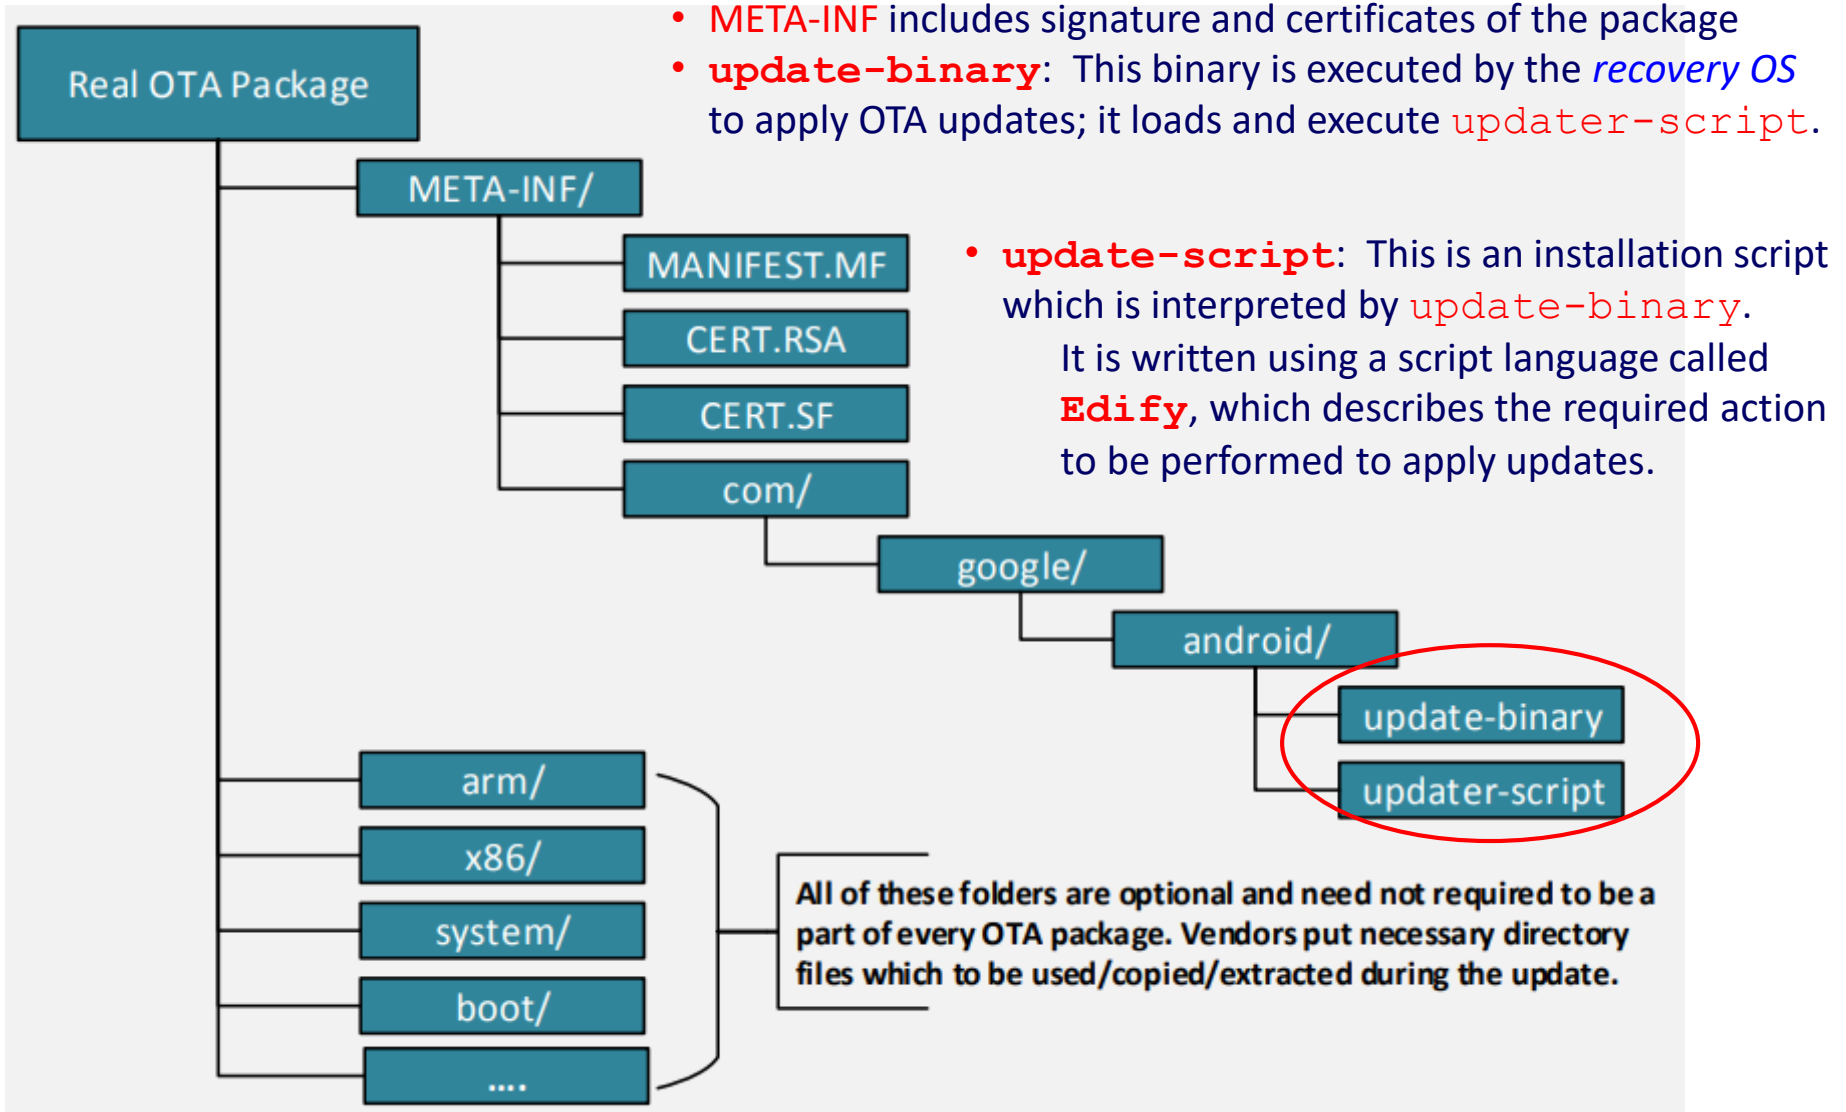 • META-INF includes signature and certificates of the package
• update-binary: This binary is executed by the recovery OS
to apply OTA updates; it loads and execute updater-script.
Real OTA Package
META-INF/
MANIFEST.MF
CERT.RSA
CERT.SF
com/
• update-script: This is an installation script
which is interpreted by update-binary.
It is written using a script language called
Edify, which describes the required action
to be performed to apply updates.
google/
android/
update-binary
updater-script
arm/
x86/
system/
boot/
....
All of these folders are optional and need not required to be a
part of every OTA package. Vendors put necessary directory
files which to be used/copied/extracted during the update.